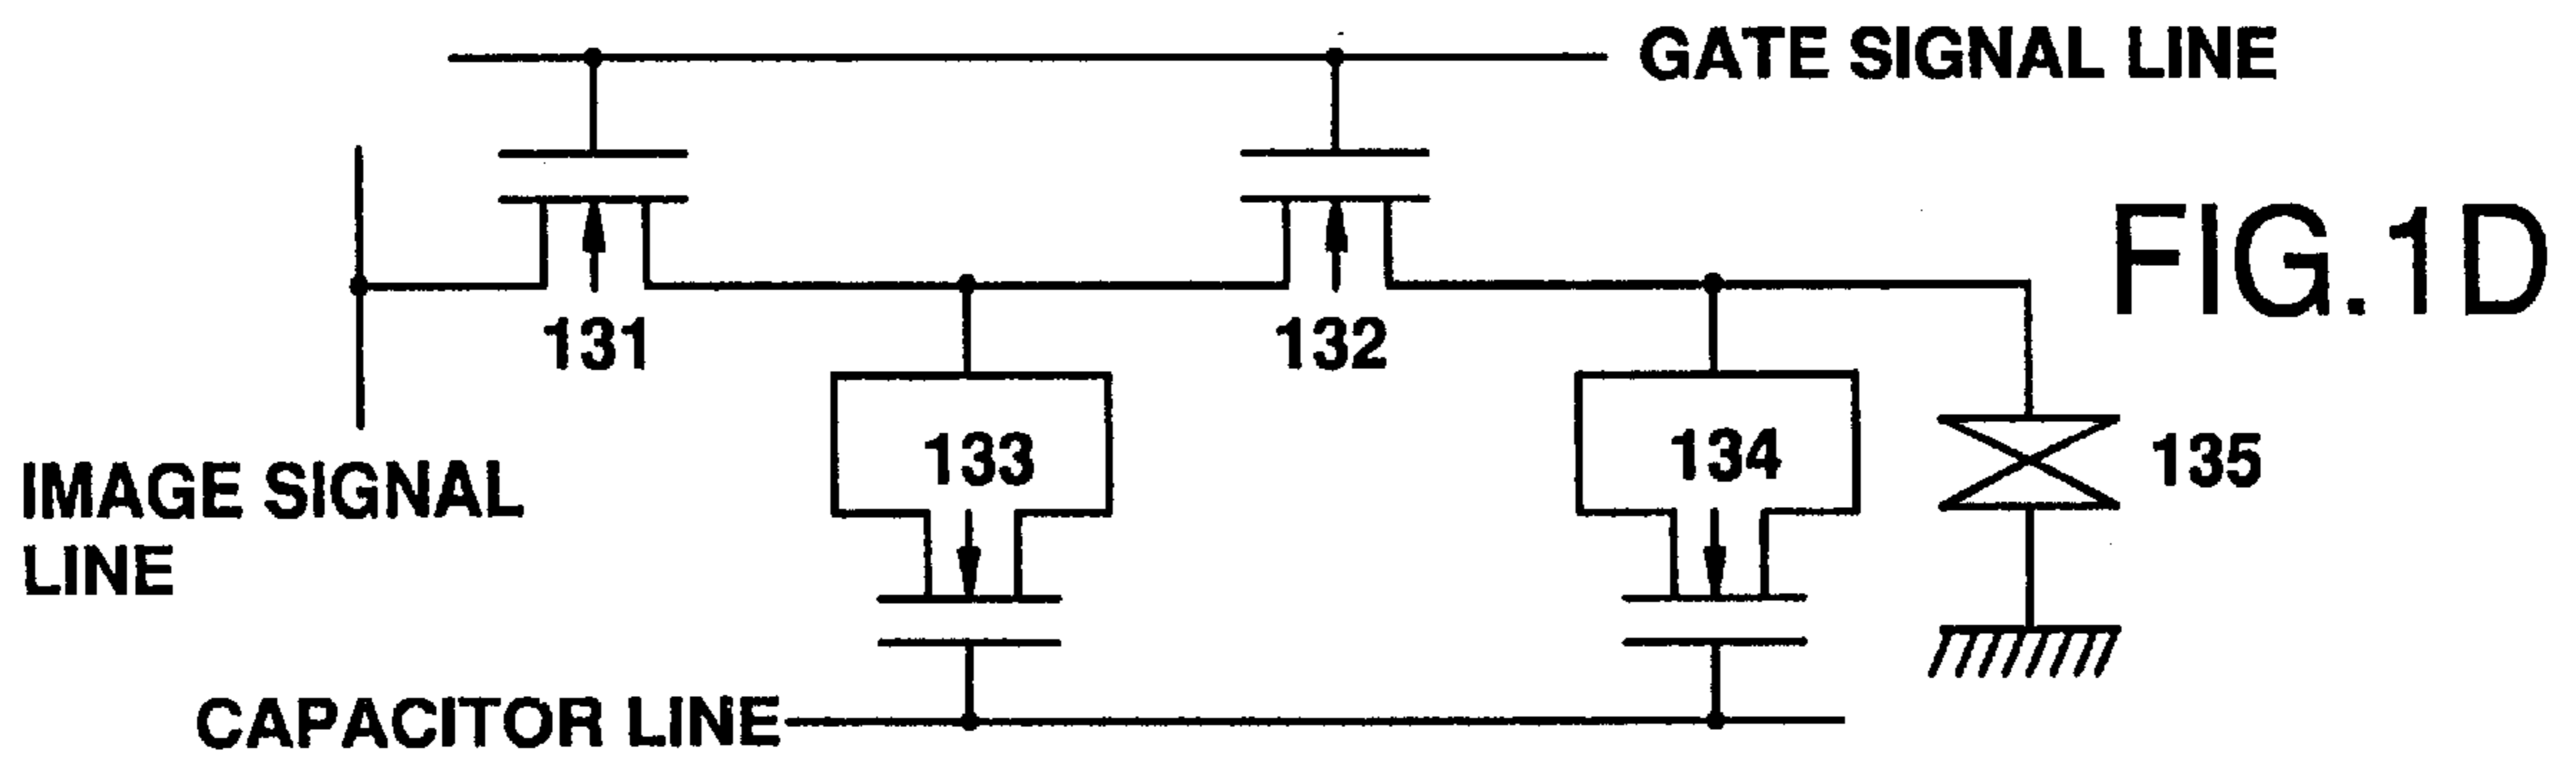 GATE SIGNAL LINE
FIG.1D
131
132
133
134
135
IMAGE SIGNAL
LINE
CAPACITOR LINE